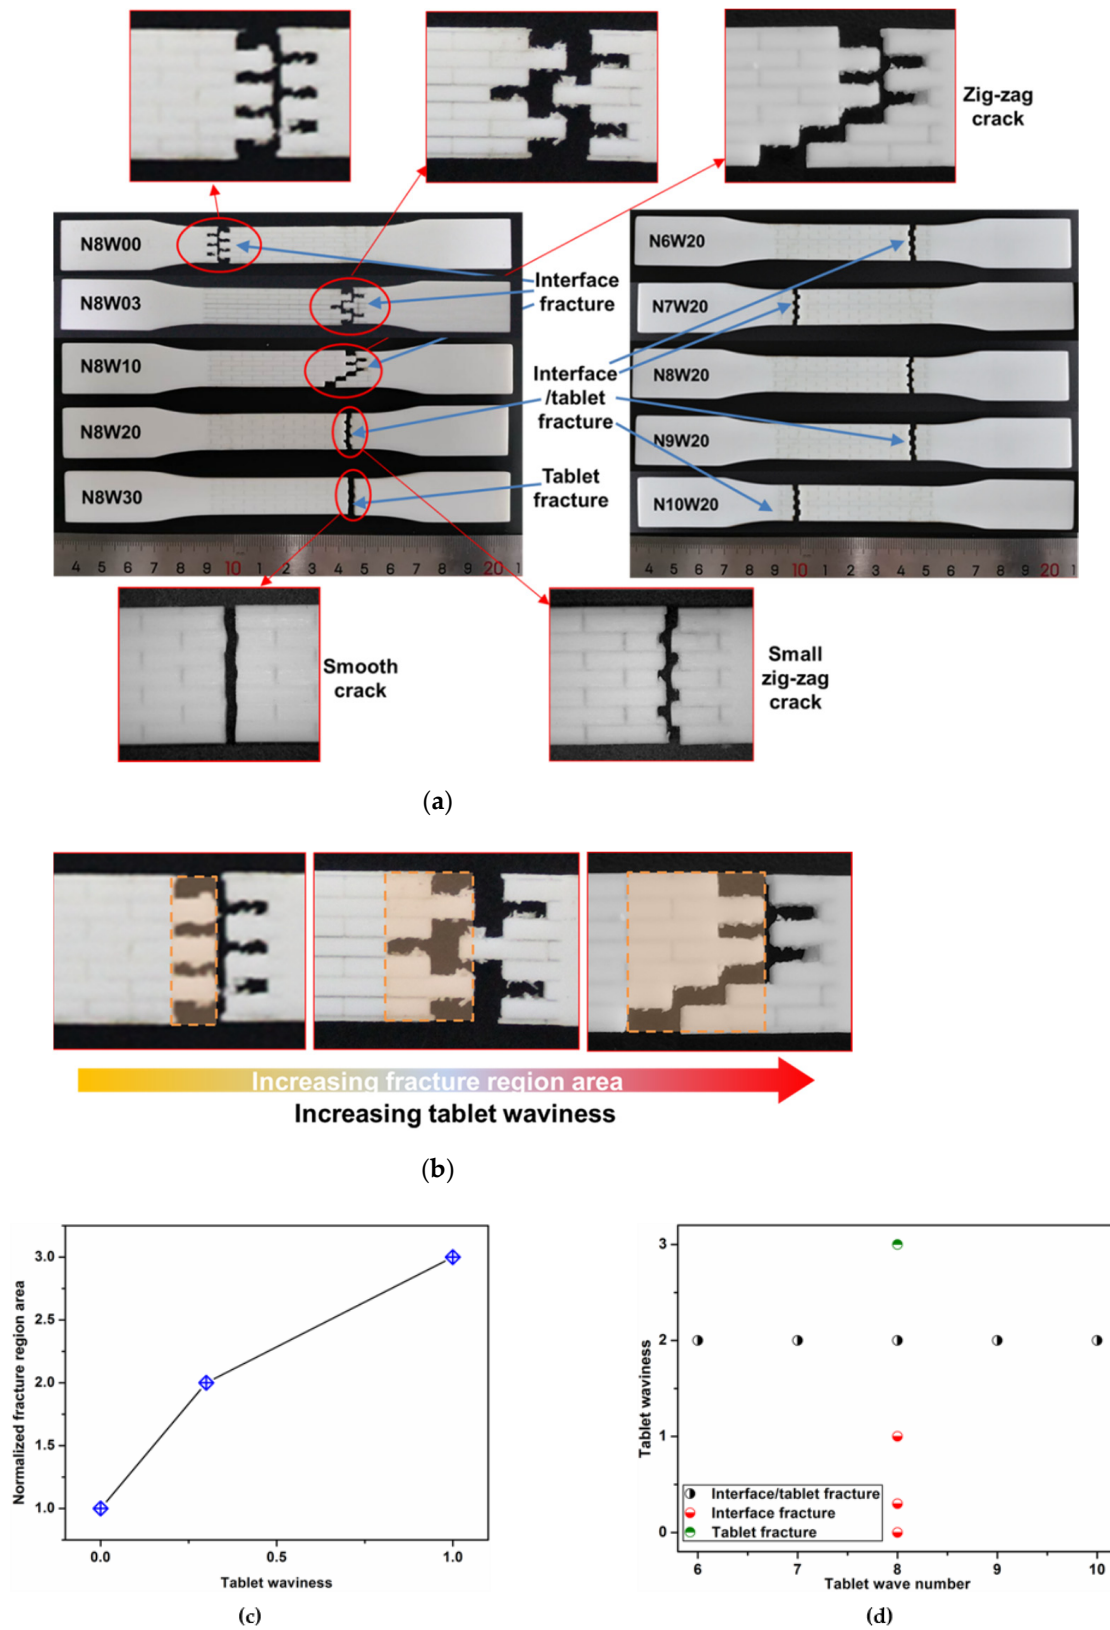 Zig-zag
crack
N8W00
N8W03
N8W10
N8W20
N8W30
Interface
fracture
Interface
/tablet
fracture
Tablet
fracture
N6W20
N7W20
N8W20
N9W20
N10W20
4 5 6 7 8 9 10 1 2 3 4 5 6 7 8 9 20 1
4 5 6 7 8 9 10 1 2 3 4 5 6 7 8 9 20 1
Smooth
crack
Small
zig-zag
crack
(a)
Increasing fracture region area
Increasing tablet waviness
(b)
Normalized fracture region area
3.0
2.5
2.0
1.5
1.0
0.0 0.5 1.0
Tablet waviness
(c)
Tablet waviness
3
2
1
0
Interface/tablet fracture
Interface fracture
Tablet fracture
6 7 8 9 10
Tablet wave number
(d)